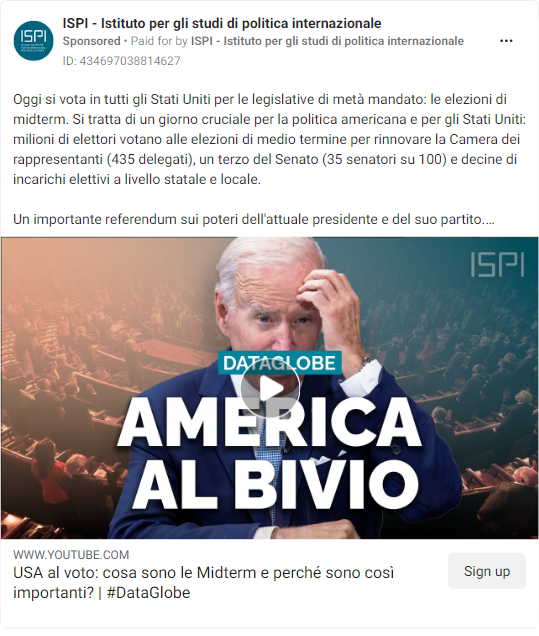 ISPI - Istituto per gli studi di politica internazionale
Sponsored • Paid for by ISPI - Istituto per gli studi di politica internazionale
ID: 434697038814627
Oggi si vota in tutti gli Stati Uniti per le legislative di metà mandato: le elezioni di
midterm. Si tratta di un giorno cruciale per la politica americana e per gli Stati Uniti:
milioni di elettori votano alle elezioni di medio termine per rinnovare la Camera dei
rappresentanti (435 delegati), un terzo del Senato (35 senatori su 100) e decine di
incarichi elettivi a livello statale e locale.
Un importante referendum sui poteri dell'attuale presidente e del suo partito....
ISPI
DATAGLOBE
AMERICA
AL BIVIO
WWW.YOUTUBE.COM
USA al voto: cosa sono le Midterm e perché sono così
importanti? | #DataGlobe
Sign up
ISPI